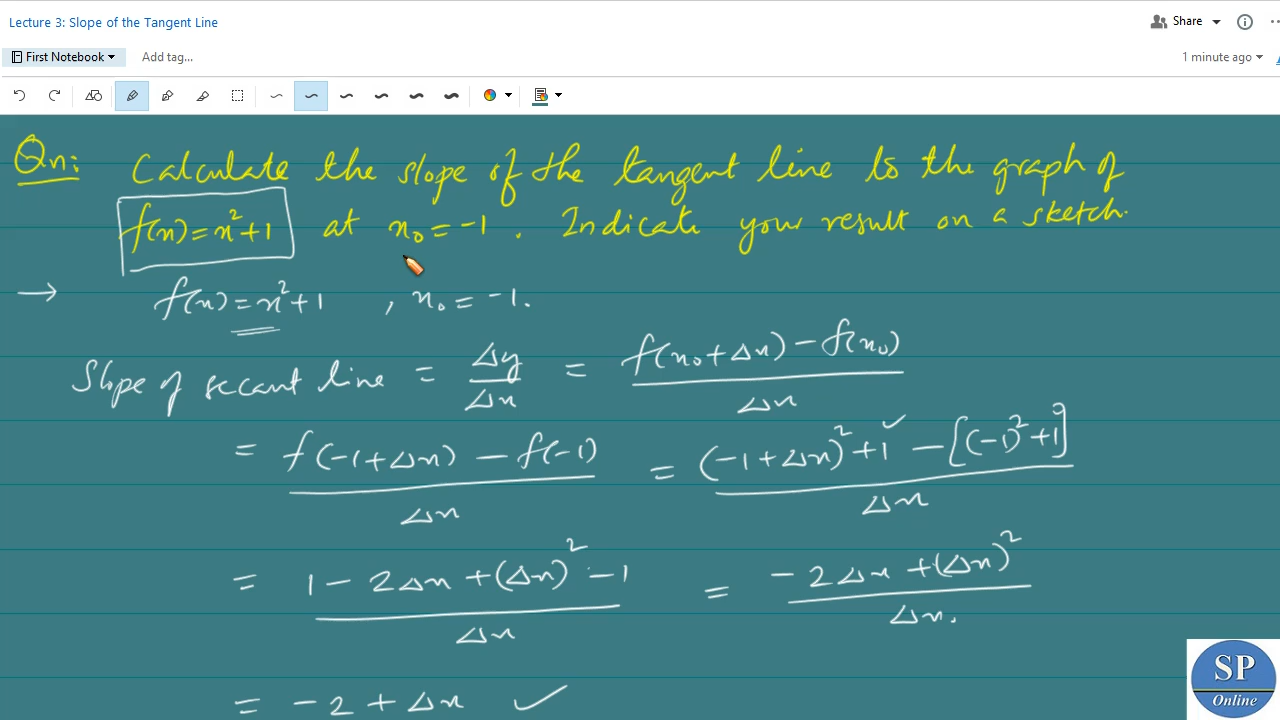 Lecture 3: Slope of the Tangent Line
Share
First Notebook
Add tag...
1 minute ago
Qn: Calculate the slope of the tangent line to the graph of
f(x) = x² + 1 at x₀ = -1. Indicate your result on a sketch.
→ f(x) = x² + 1 , x₀ = -1.
Slope of secant line = Δy/Δx = (f(x₀ + Δx) - f(x₀))/Δx
= (f(-1 + Δx) - f(-1))/Δx = ((-1 + Δx)² + 1 - [(-1)² + 1])/Δx
= (1 - 2Δx + (Δx)² - 1)/Δx = (-2Δx + (Δx)²)/Δx.
= -2 + Δx ✓
SP
Online